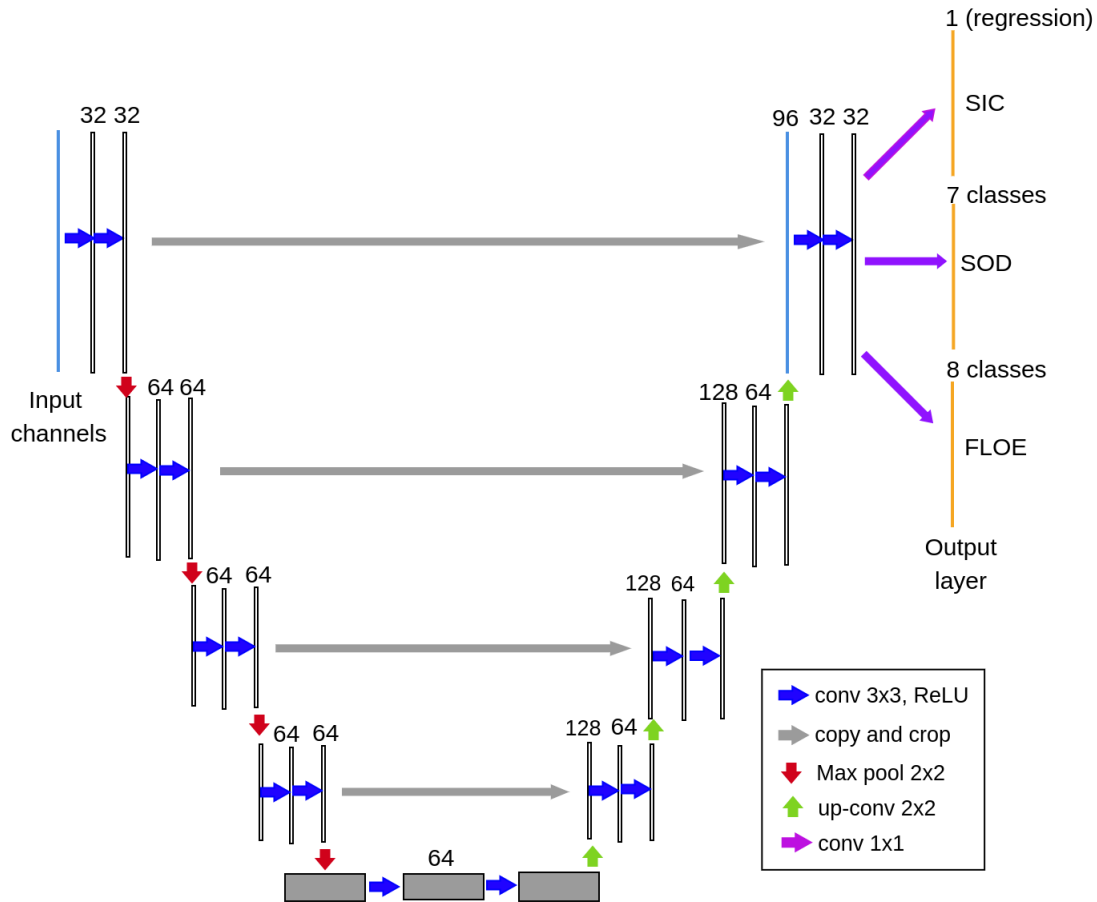 1 (regression)
32 32
96 32 32
SIC
7 classes
SOD
8 classes
FLOE
Output
layer
Input
channels
64 64
128 64
64 64
128 64
64 64
128 64
64
conv 3x3, ReLU
copy and crop
Max pool 2x2
up-conv 2x2
conv 1x1